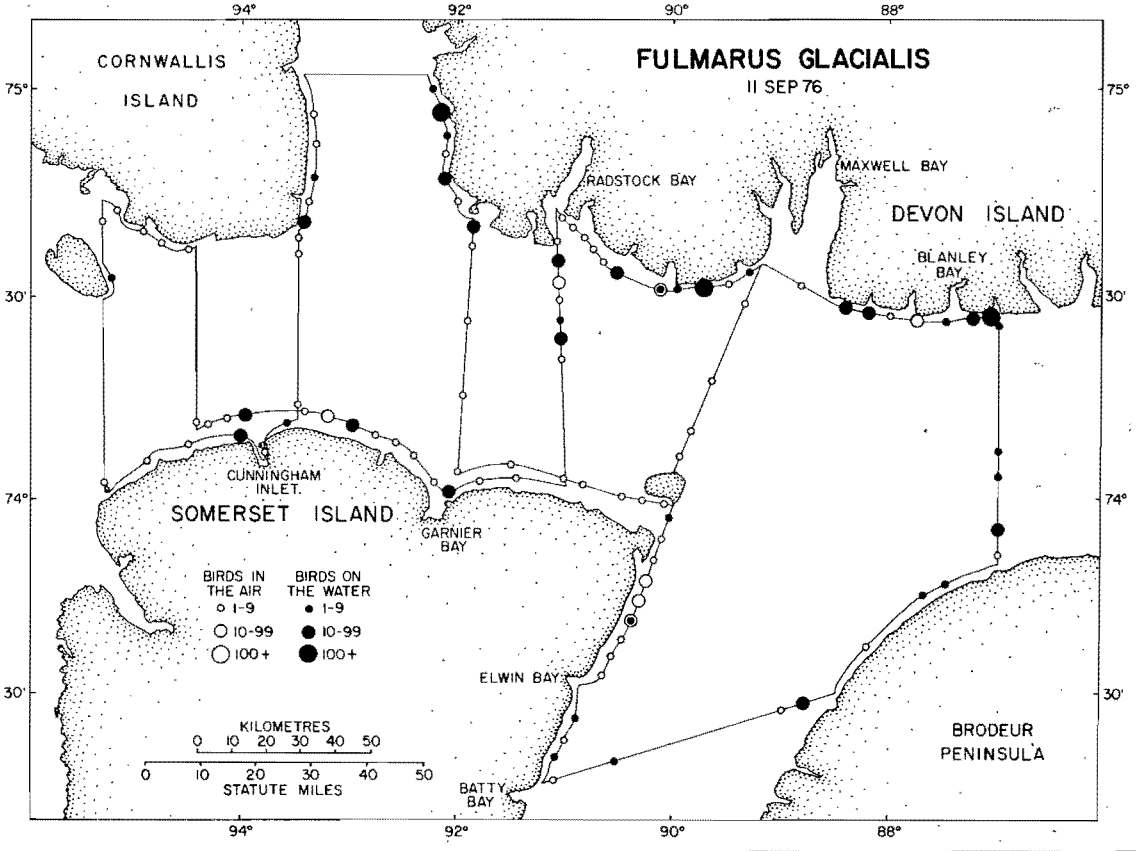 94° 92° 90° 88°
CORNWALLIS
ISLAND
FULMARUS GLACIALIS
11 SEP 76
75° 75°
RADSTOCK BAY
MAXWELL BAY
DEVON ISLAND
BLANLEY
BAY
30' 30'
CUNNINGHAM
INLET.
74° 74°
SOMERSET ISLAND
GARNIER
BAY
BIRDS IN
THE AIR
1-9
10-99
100+
BIRDS ON
THE WATER
1-9
10-99
100+
ELWIN BAY
30' 30'
KILOMETRES
0 10 20 30 40 50
0 10 20 30 40 50
STATUTE MILES
BRODEUR
PENINSULA
BATTY
BAY
94° 92° 90° 88°